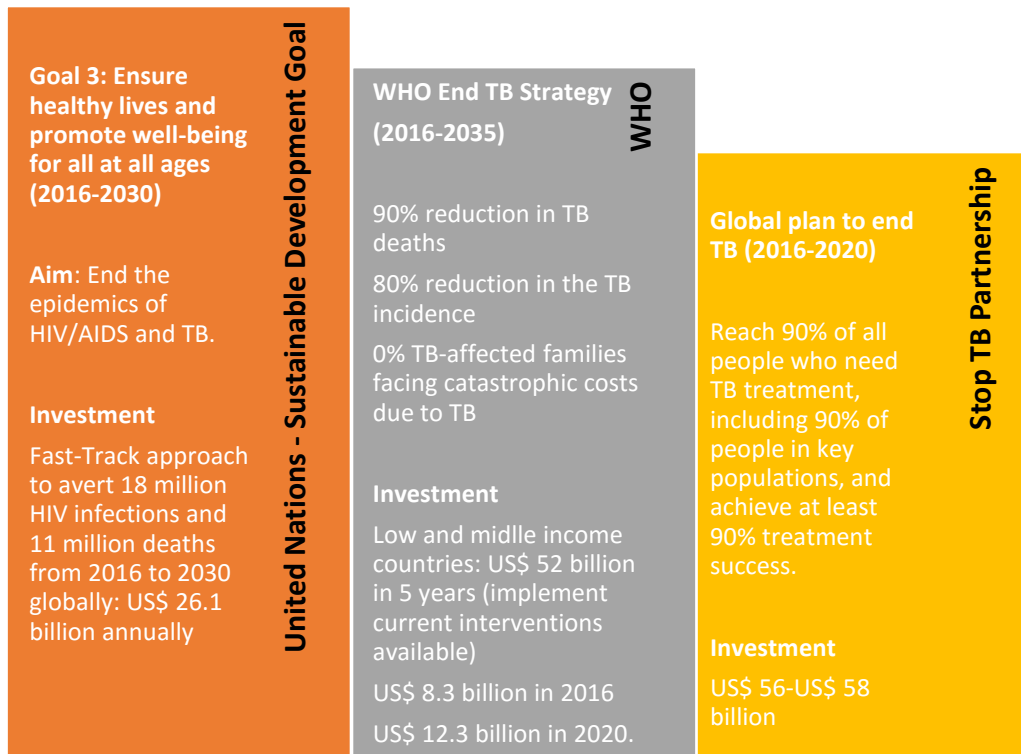 Goal 3: Ensure
healthy lives and
promote well-being
for all at all ages
(2016-2030)
Aim: End the
epidemics of
HIV/AIDS and TB.
Investment
Fast-Track approach
to avert 18 million
HIV infections and
11 million deaths
from 2016 to 2030
globally: US$ 26.1
billion annually
United Nations - Sustainable Development Goal
WHO End TB Strategy
(2016-2035)
90% reduction in TB
deaths
80% reduction in the TB
incidence
0% TB-affected families
facing catastrophic costs
due to TB
Investment
Low and midlle income
countries: US$ 52 billion
in 5 years (implement
current interventions
available)
US$ 8.3 billion in 2016
US$ 12.3 billion in 2020.
WHO
Global plan to end
TB (2016-2020)
Reach 90% of all
people who need
TB treatment,
including 90% of
people in key
populations, and
achieve at least
90% treatment
success.
Investment
US$ 56-US$ 58
billion
Stop TB Partnership